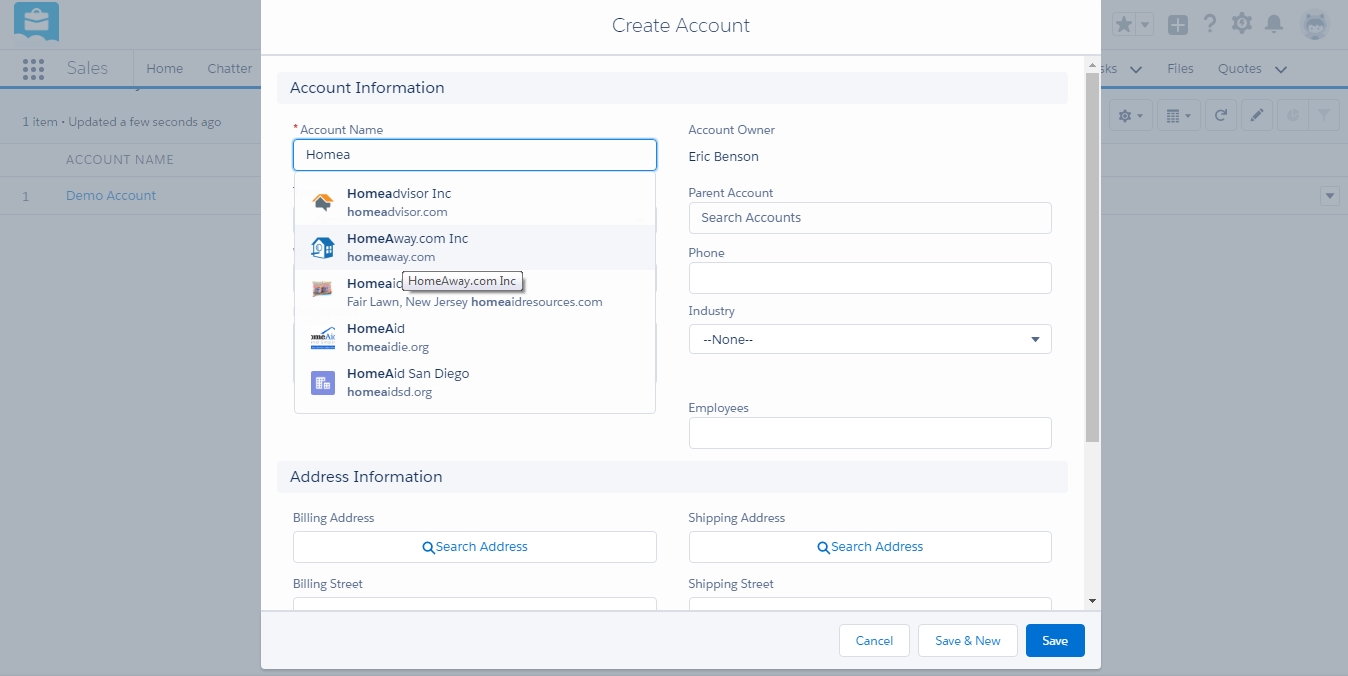 Create Account
Sales
Home
Chatter
sks
Files
Quotes
1 item • Updated a few seconds ago
ACCOUNT NAME
1
Demo Account
Account Information
* Account Name
Homea
Homeadvisor Inc
homeadvisor.com
HomeAway.com Inc
homeaway.com
HomeAway.com Inc
Fair Lawn, New Jersey homeaidresources.com
HomeAid
homeaidie.org
HomeAid San Diego
homeaidsd.org
Account Owner
Eric Benson
Parent Account
Search Accounts
Phone
Industry
--None--
Employees
Address Information
Billing Address
Search Address
Shipping Address
Search Address
Billing Street
Shipping Street
Cancel
Save & New
Save